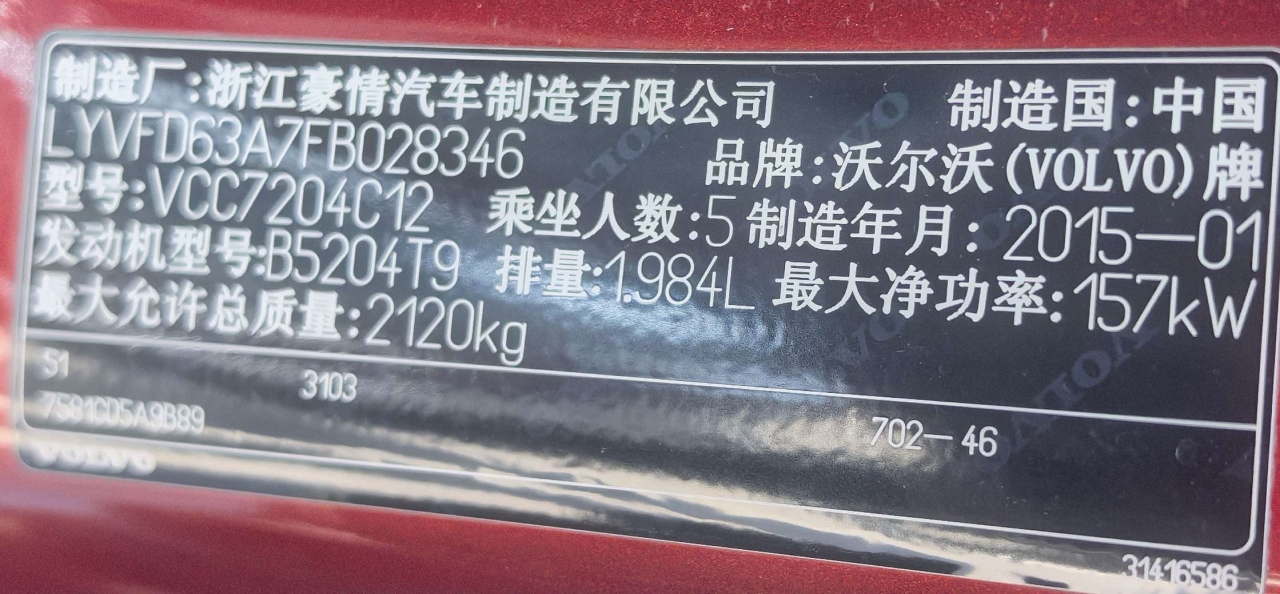 制造厂:浙江豪情汽车制造有限公司 制造国:中国
LYVFD63A7FB028346 品牌:沃尔沃(VOLVO)牌
型号:VCC7204C12 乘坐人数:5 制造年月:2015—01
发动机型号:B5204T9 排量:1.984L 最大净功率:157kW
最大允许总质量:2120kg
51 3103 702—46
7581CD5A9B89
VOLVO
31416586